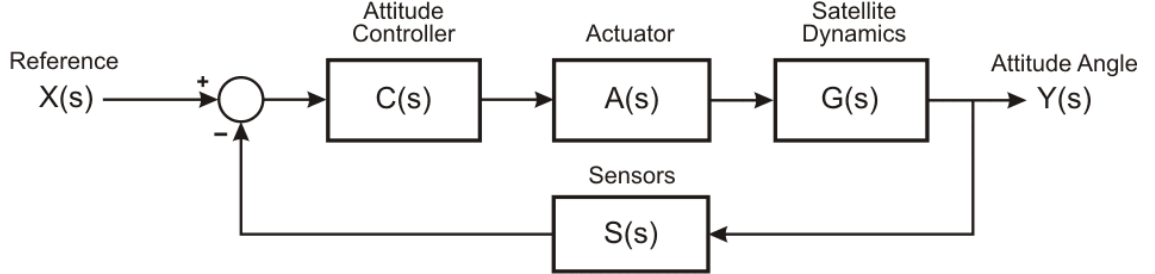 Attitude
Controller
Actuator
Satellite
Dynamics
Reference
X(s)
+
−
C(s)
A(s)
G(s)
Attitude Angle
Y(s)
Sensors
S(s)